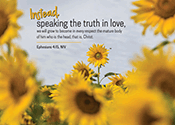 Instead,
speaking the truth in love,
we will grow to become in every respect the mature body
of him who is the head, that is, Christ.
Ephesians 4:15, NIV